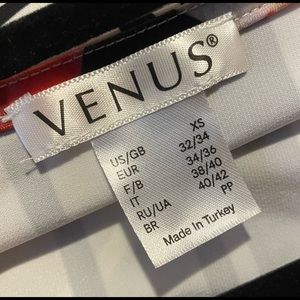 VENUS®
XS
US/GB 32/34
EUR 34/36
F/B 38/40
IT 40/42
RU/UA PP
BR
Made In Turkey